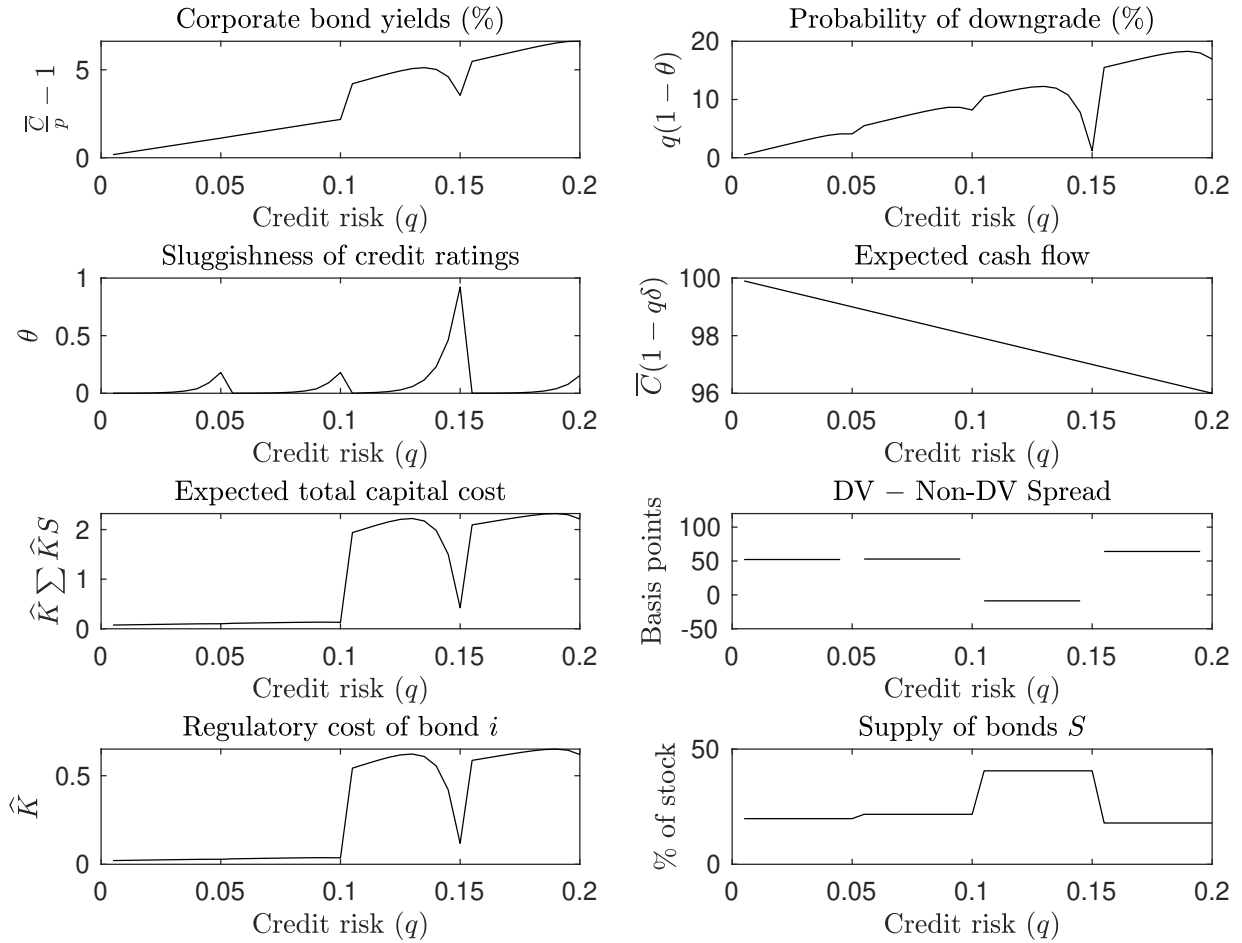 Corporate bond yields (%)
C̅/p − 1
5
0
0 0.05 0.1 0.15 0.2
Credit risk (q)
Probability of downgrade (%)
q(1 − θ)
20
10
0
0 0.05 0.1 0.15 0.2
Credit risk (q)
Sluggishness of credit ratings
θ
1
0.5
0
0 0.05 0.1 0.15 0.2
Credit risk (q)
Expected cash flow
C̅(1 − qδ)
100
98
96
0 0.05 0.1 0.15 0.2
Credit risk (q)
Expected total capital cost
K̂ ∑ K̂S
2
1
0
0 0.05 0.1 0.15 0.2
Credit risk (q)
DV − Non-DV Spread
Basis points
100
50
0
-50
0 0.05 0.1 0.15 0.2
Credit risk (q)
Regulatory cost of bond i
K̂
0.5
0
0 0.05 0.1 0.15 0.2
Credit risk (q)
Supply of bonds S
% of stock
50
0
0 0.05 0.1 0.15 0.2
Credit risk (q)